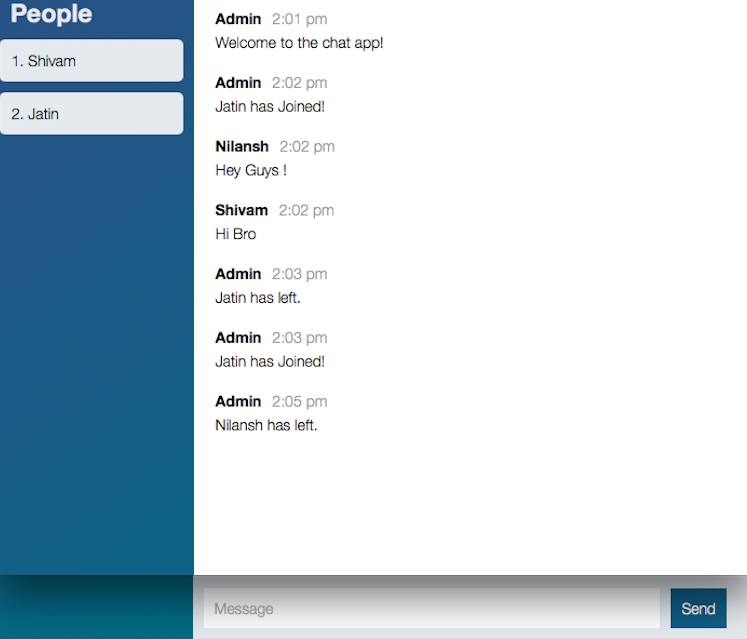 People
1. Shivam
2. Jatin
Admin 2:01 pm
Welcome to the chat app!
Admin 2:02 pm
Jatin has Joined!
Nilansh 2:02 pm
Hey Guys !
Shivam 2:02 pm
Hi Bro
Admin 2:03 pm
Jatin has left.
Admin 2:03 pm
Jatin has Joined!
Admin 2:05 pm
Nilansh has left.
Message
Send